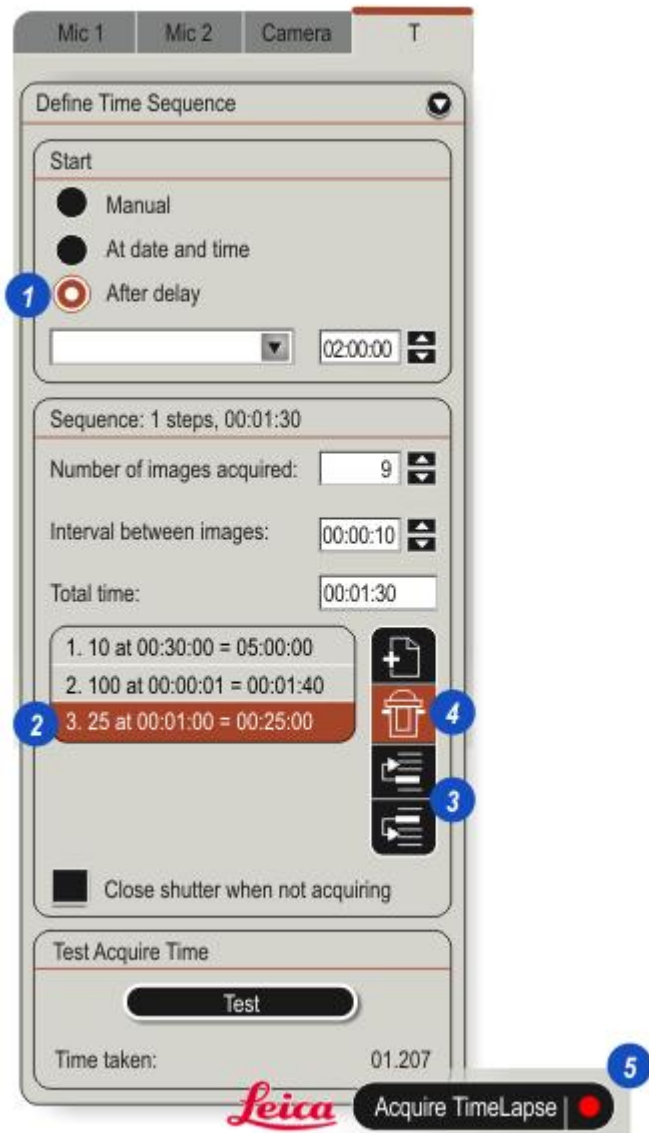 Mic 1 Mic 2 Camera T
Define Time Sequence
Start
Manual
At date and time
1 After delay
02:00:00
Sequence: 1 steps, 00:01:30
Number of images acquired: 9
Interval between images: 00:00:10
Total time: 00:01:30
1. 10 at 00:30:00 = 05:00:00
2. 100 at 00:00:01 = 00:01:40
2 3. 25 at 00:01:00 = 00:25:00
4
3
Close shutter when not acquiring
Test Acquire Time
Test
Time taken: 01.207
5
Leica Acquire TimeLapse